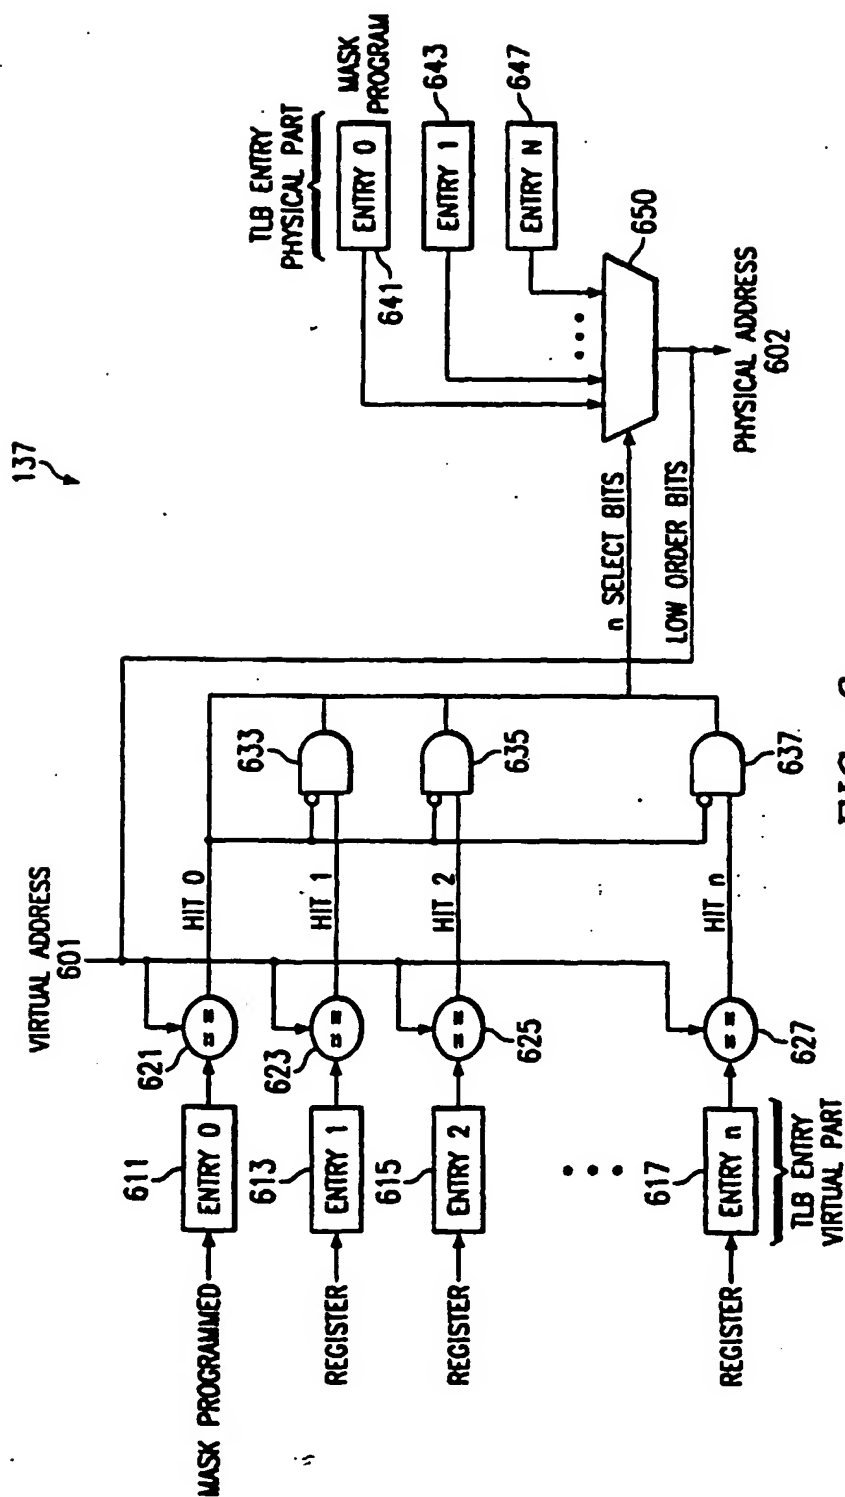 137
VIRTUAL ADDRESS
601
MASK PROGRAMMED
611
ENTRY 0
621
= =
HIT 0
REGISTER
613
ENTRY 1
623
= =
HIT 1
633
REGISTER
615
ENTRY 2
= =
625
HIT 2
635
REGISTER
617
ENTRY n
= =
627
HIT n
637
TLB ENTRY
VIRTUAL PART
TLB ENTRY
PHYSICAL PART
MASK
PROGRAM
641
ENTRY 0
ENTRY 1
643
ENTRY N
647
n SELECT BITS
650
LOW ORDER BITS
PHYSICAL ADDRESS
602